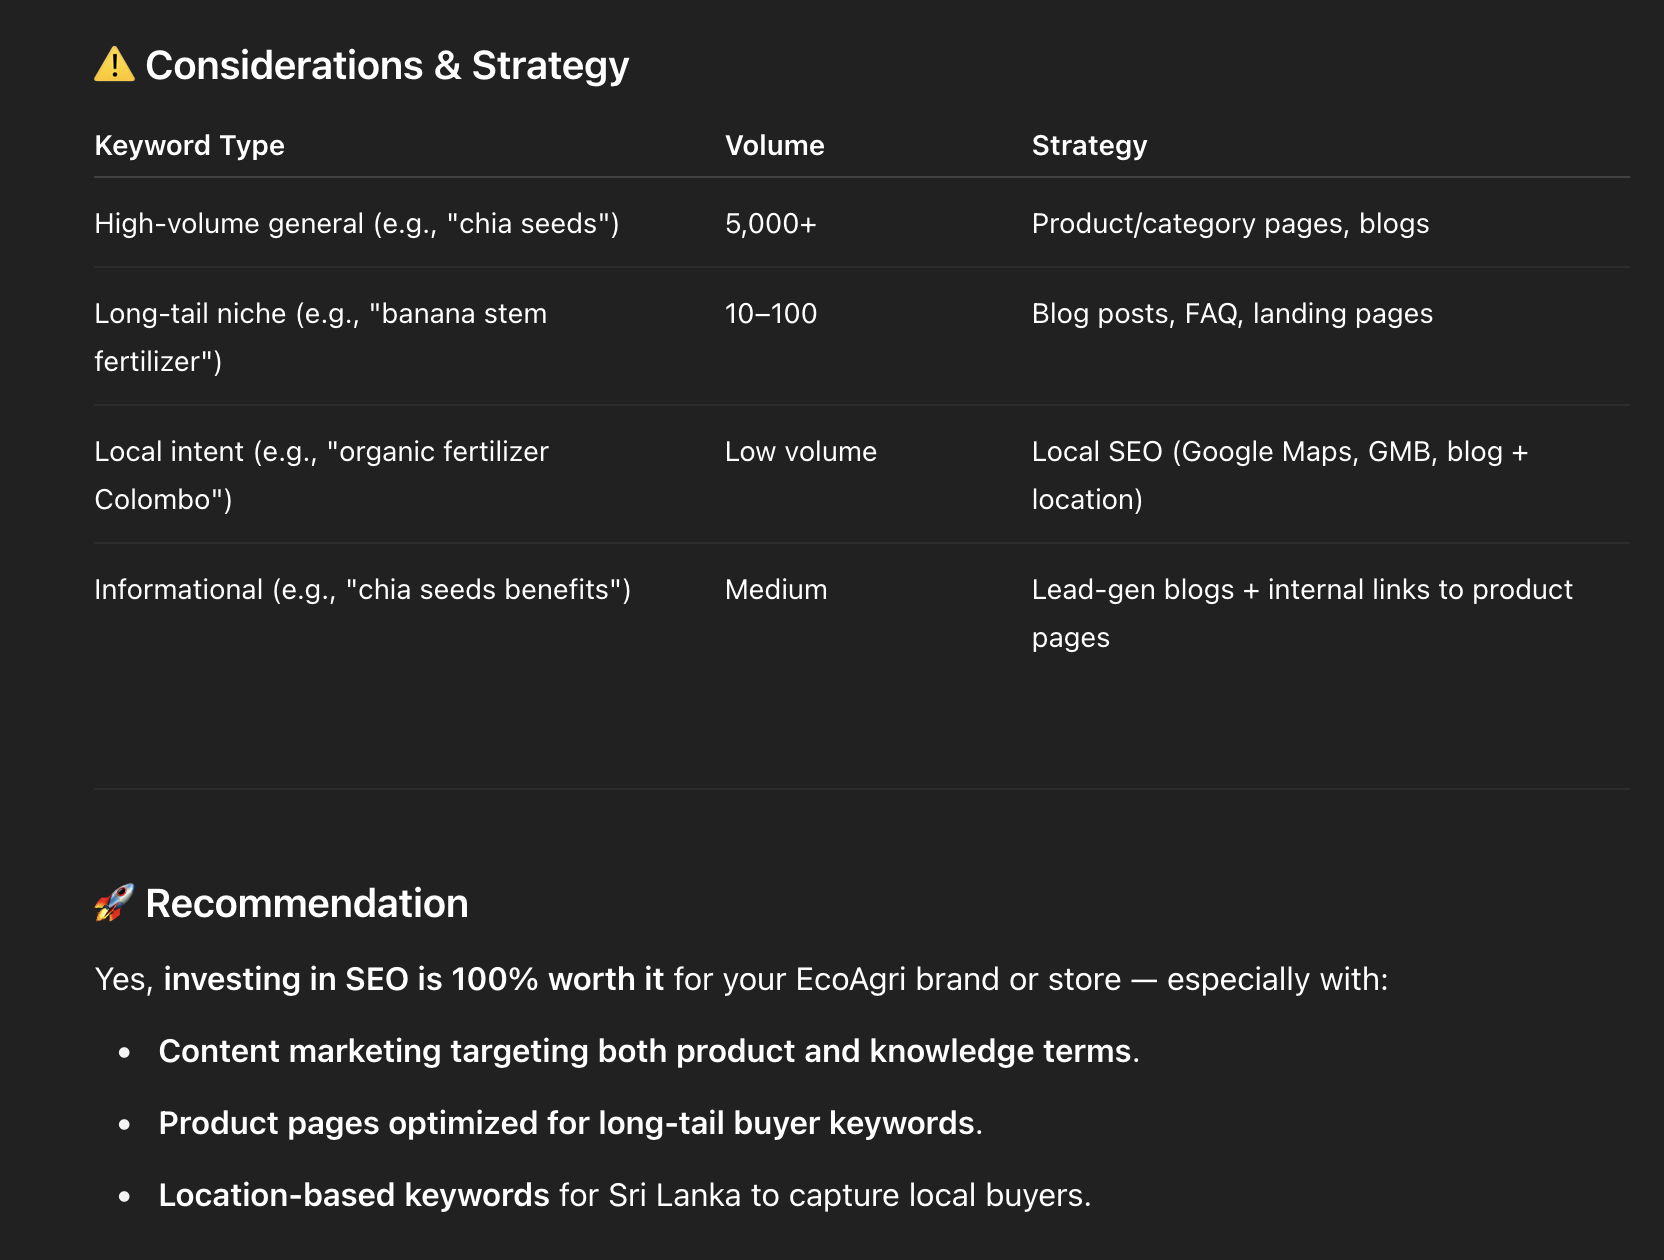 ⚠️ Considerations & Strategy
Keyword Type Volume Strategy
High-volume general (e.g., "chia seeds") 5,000+ Product/category pages, blogs
Long-tail niche (e.g., "banana stem 10–100 Blog posts, FAQ, landing pages
fertilizer")
Local intent (e.g., "organic fertilizer Low volume Local SEO (Google Maps, GMB, blog +
Colombo") location)
Informational (e.g., "chia seeds benefits") Medium Lead-gen blogs + internal links to product
pages
🚀 Recommendation
Yes, investing in SEO is 100% worth it for your EcoAgri brand or store — especially with:
• Content marketing targeting both product and knowledge terms.
• Product pages optimized for long-tail buyer keywords.
• Location-based keywords for Sri Lanka to capture local buyers.